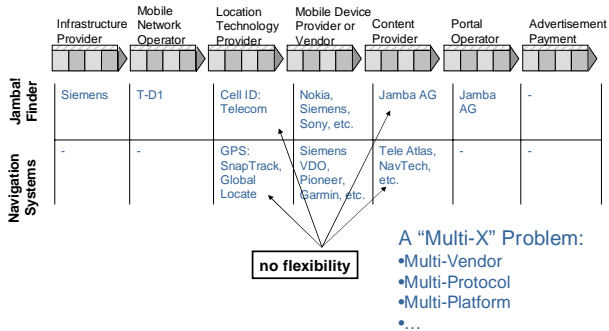 Infrastructure Provider
Mobile Network Operator
Location Technology Provider
Mobile Device Provider or Vendor
Content Provider
Portal Operator
Advertisement Payment
Jamba! Finder
Siemens
T-D1
Cell ID: Telecom
Nokia, Siemens, Sony, etc.
Jamba AG
Jamba AG
-
Navigation Systems
-
-
GPS: SnapTrack, Global Locate
Siemens VDO, Pioneer, Garmin, etc.
Tele Atlas, NavTech, etc.
-
-
no flexibility
A “Multi-X” Problem:
•Multi-Vendor
•Multi-Protocol
•Multi-Platform
•...